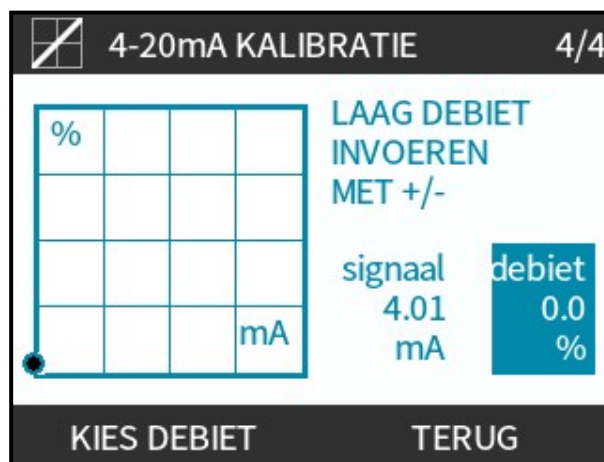 4-20mA KALIBRATIE 4/4
%
mA
LAAG DEBIET
INVOEREN
MET +/-
signaal debiet
4.01 0.0
mA %
KIES DEBIET TERUG